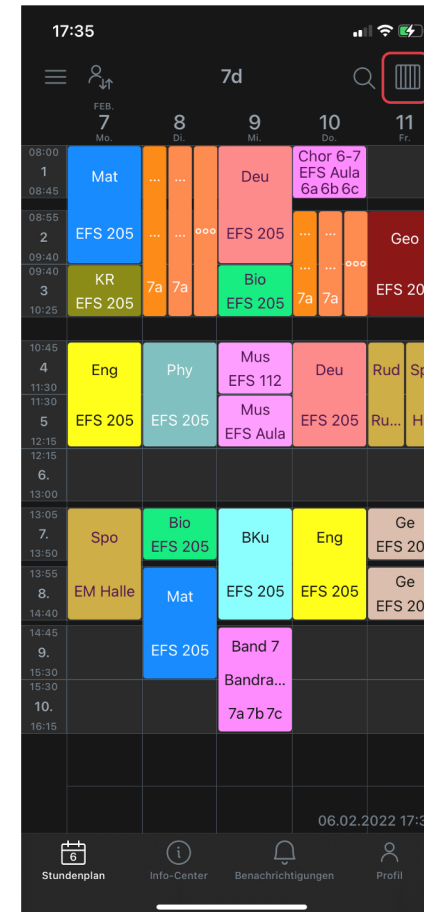 17:35
7d
FEB.
7 8 9 10 11
Mo. Di. Mi. Do. Fr.
08:00
1
08:45
Mat
EFS 205
...
...
...
...
7a
7a
Deu
EFS 205
Chor 6-7
EFS Aula
6a 6b 6c
08:55
2
09:40
...
...
...
...
7a
7a
Geo
EFS 20
09:40
3
10:25
KR
EFS 205
Bio
EFS 205
10:45
4
11:30
Eng
EFS 205
Phy
EFS 205
Mus
EFS 112
Deu
EFS 205
Rud
Ru...
Sp
H
11:30
5
12:15
Mus
EFS Aula
12:15
6.
13:00
13:05
7.
13:50
Spo
EM Halle
Bio
EFS 205
BKu
EFS 205
Eng
EFS 205
Ge
EFS 20
13:55
8.
14:40
Mat
EFS 205
Ge
EFS 20
14:45
9.
15:30
Band 7
Bandra...
7a 7b 7c
15:30
10.
16:15
06.02.2022 17:3
6
Stundenplan Info-Center Benachrichtigungen Profil